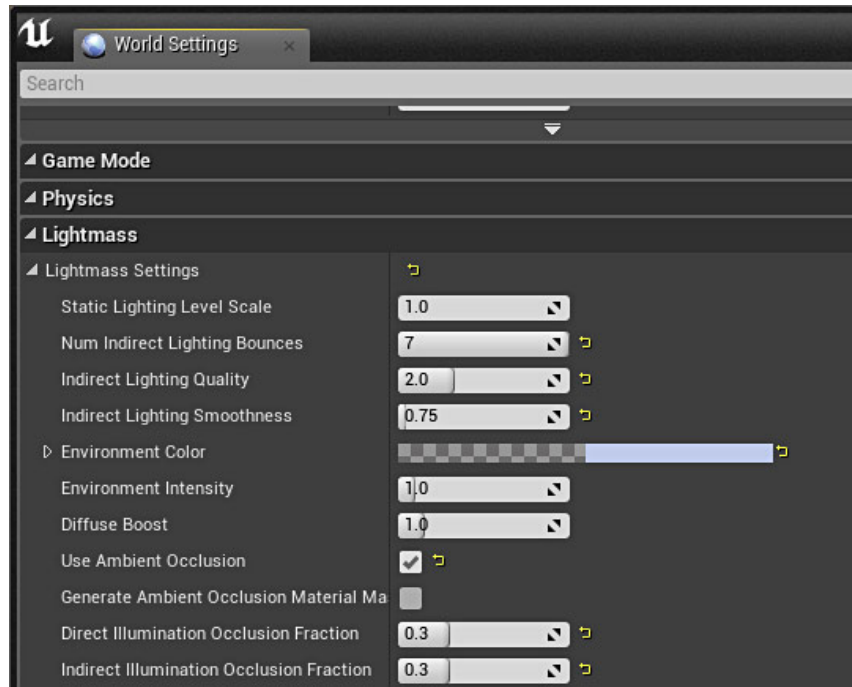 World Settings
Search
Game Mode
Physics
Lightmass
Lightmass Settings
Static Lighting Level Scale 1.0
Num Indirect Lighting Bounces 7
Indirect Lighting Quality 2.0
Indirect Lighting Smoothness 0.75
Environment Color
Environment Intensity 1.0
Diffuse Boost 1.0
Use Ambient Occlusion
Generate Ambient Occlusion Material Ma
Direct Illumination Occlusion Fraction 0.3
Indirect Illumination Occlusion Fraction 0.3